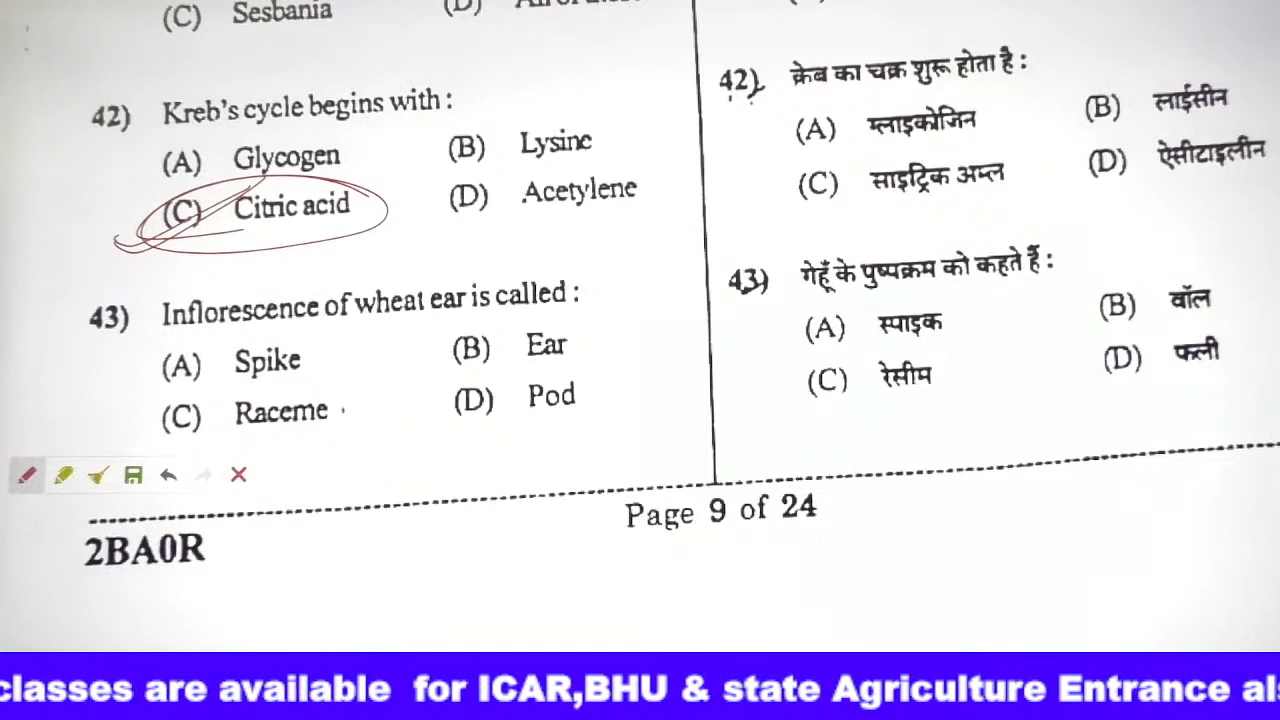 (C) Sesbania (D)
42) Kreb's cycle begins with :
(A) Glycogen (B) Lysine
(C) Citric acid (D) Acetylene
43) Inflorescence of wheat ear is called :
(A) Spike (B) Ear
(C) Raceme (D) Pod
42) क्रेब का चक्र शुरू होता है :
(A) ग्लाइकोजिन (B) लाईसीन
(C) साइट्रिक अम्ल (D) ऐसीटाइलीन
43) गेहूँ के पुष्पक्रम को कहते हैं :
(A) स्पाइक (B) बॉल
(C) रेसीम (D) फली
Page 9 of 24
2BA0R
classes are available for ICAR,BHU & state Agriculture Entrance als